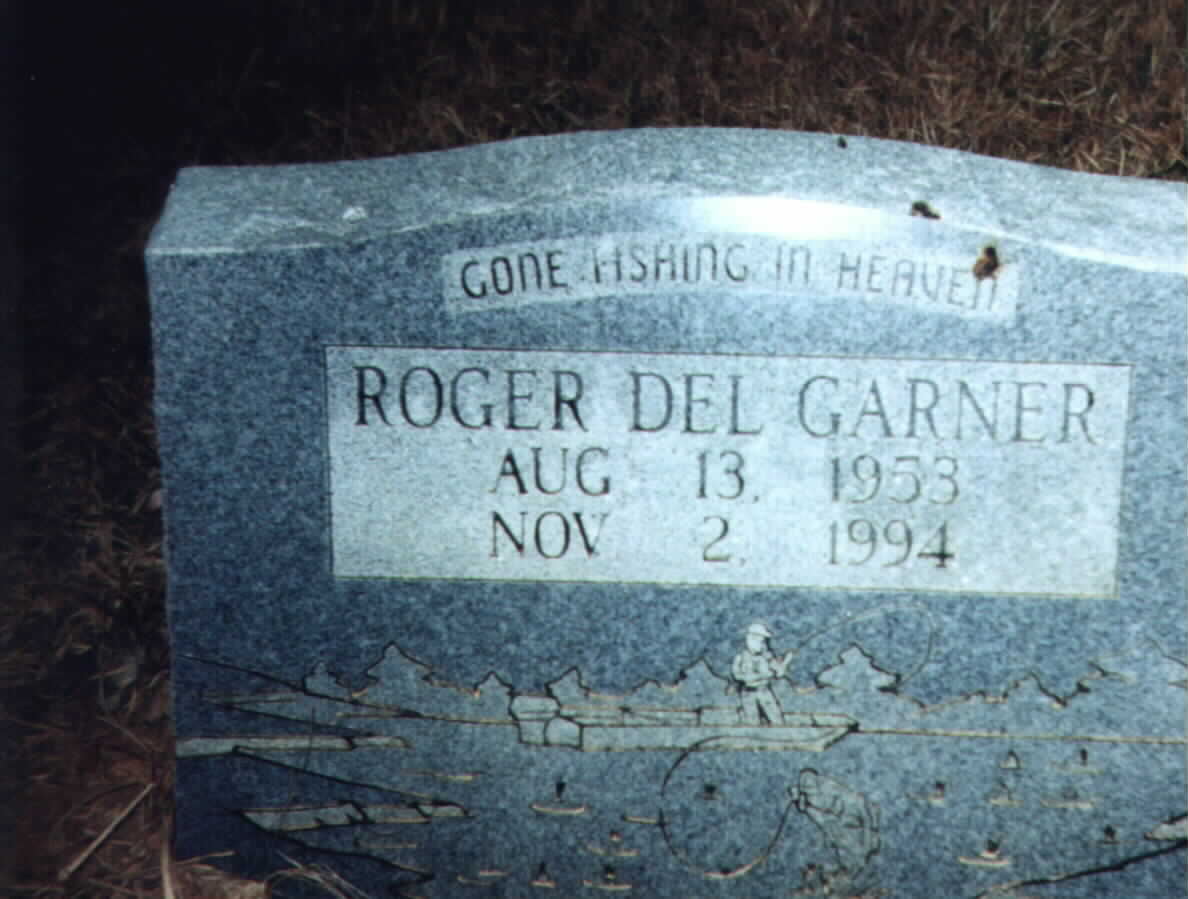 GONE FISHING IN HEAVEN
ROGER DEL GARNER
AUG 13, 1953
NOV 2, 1994